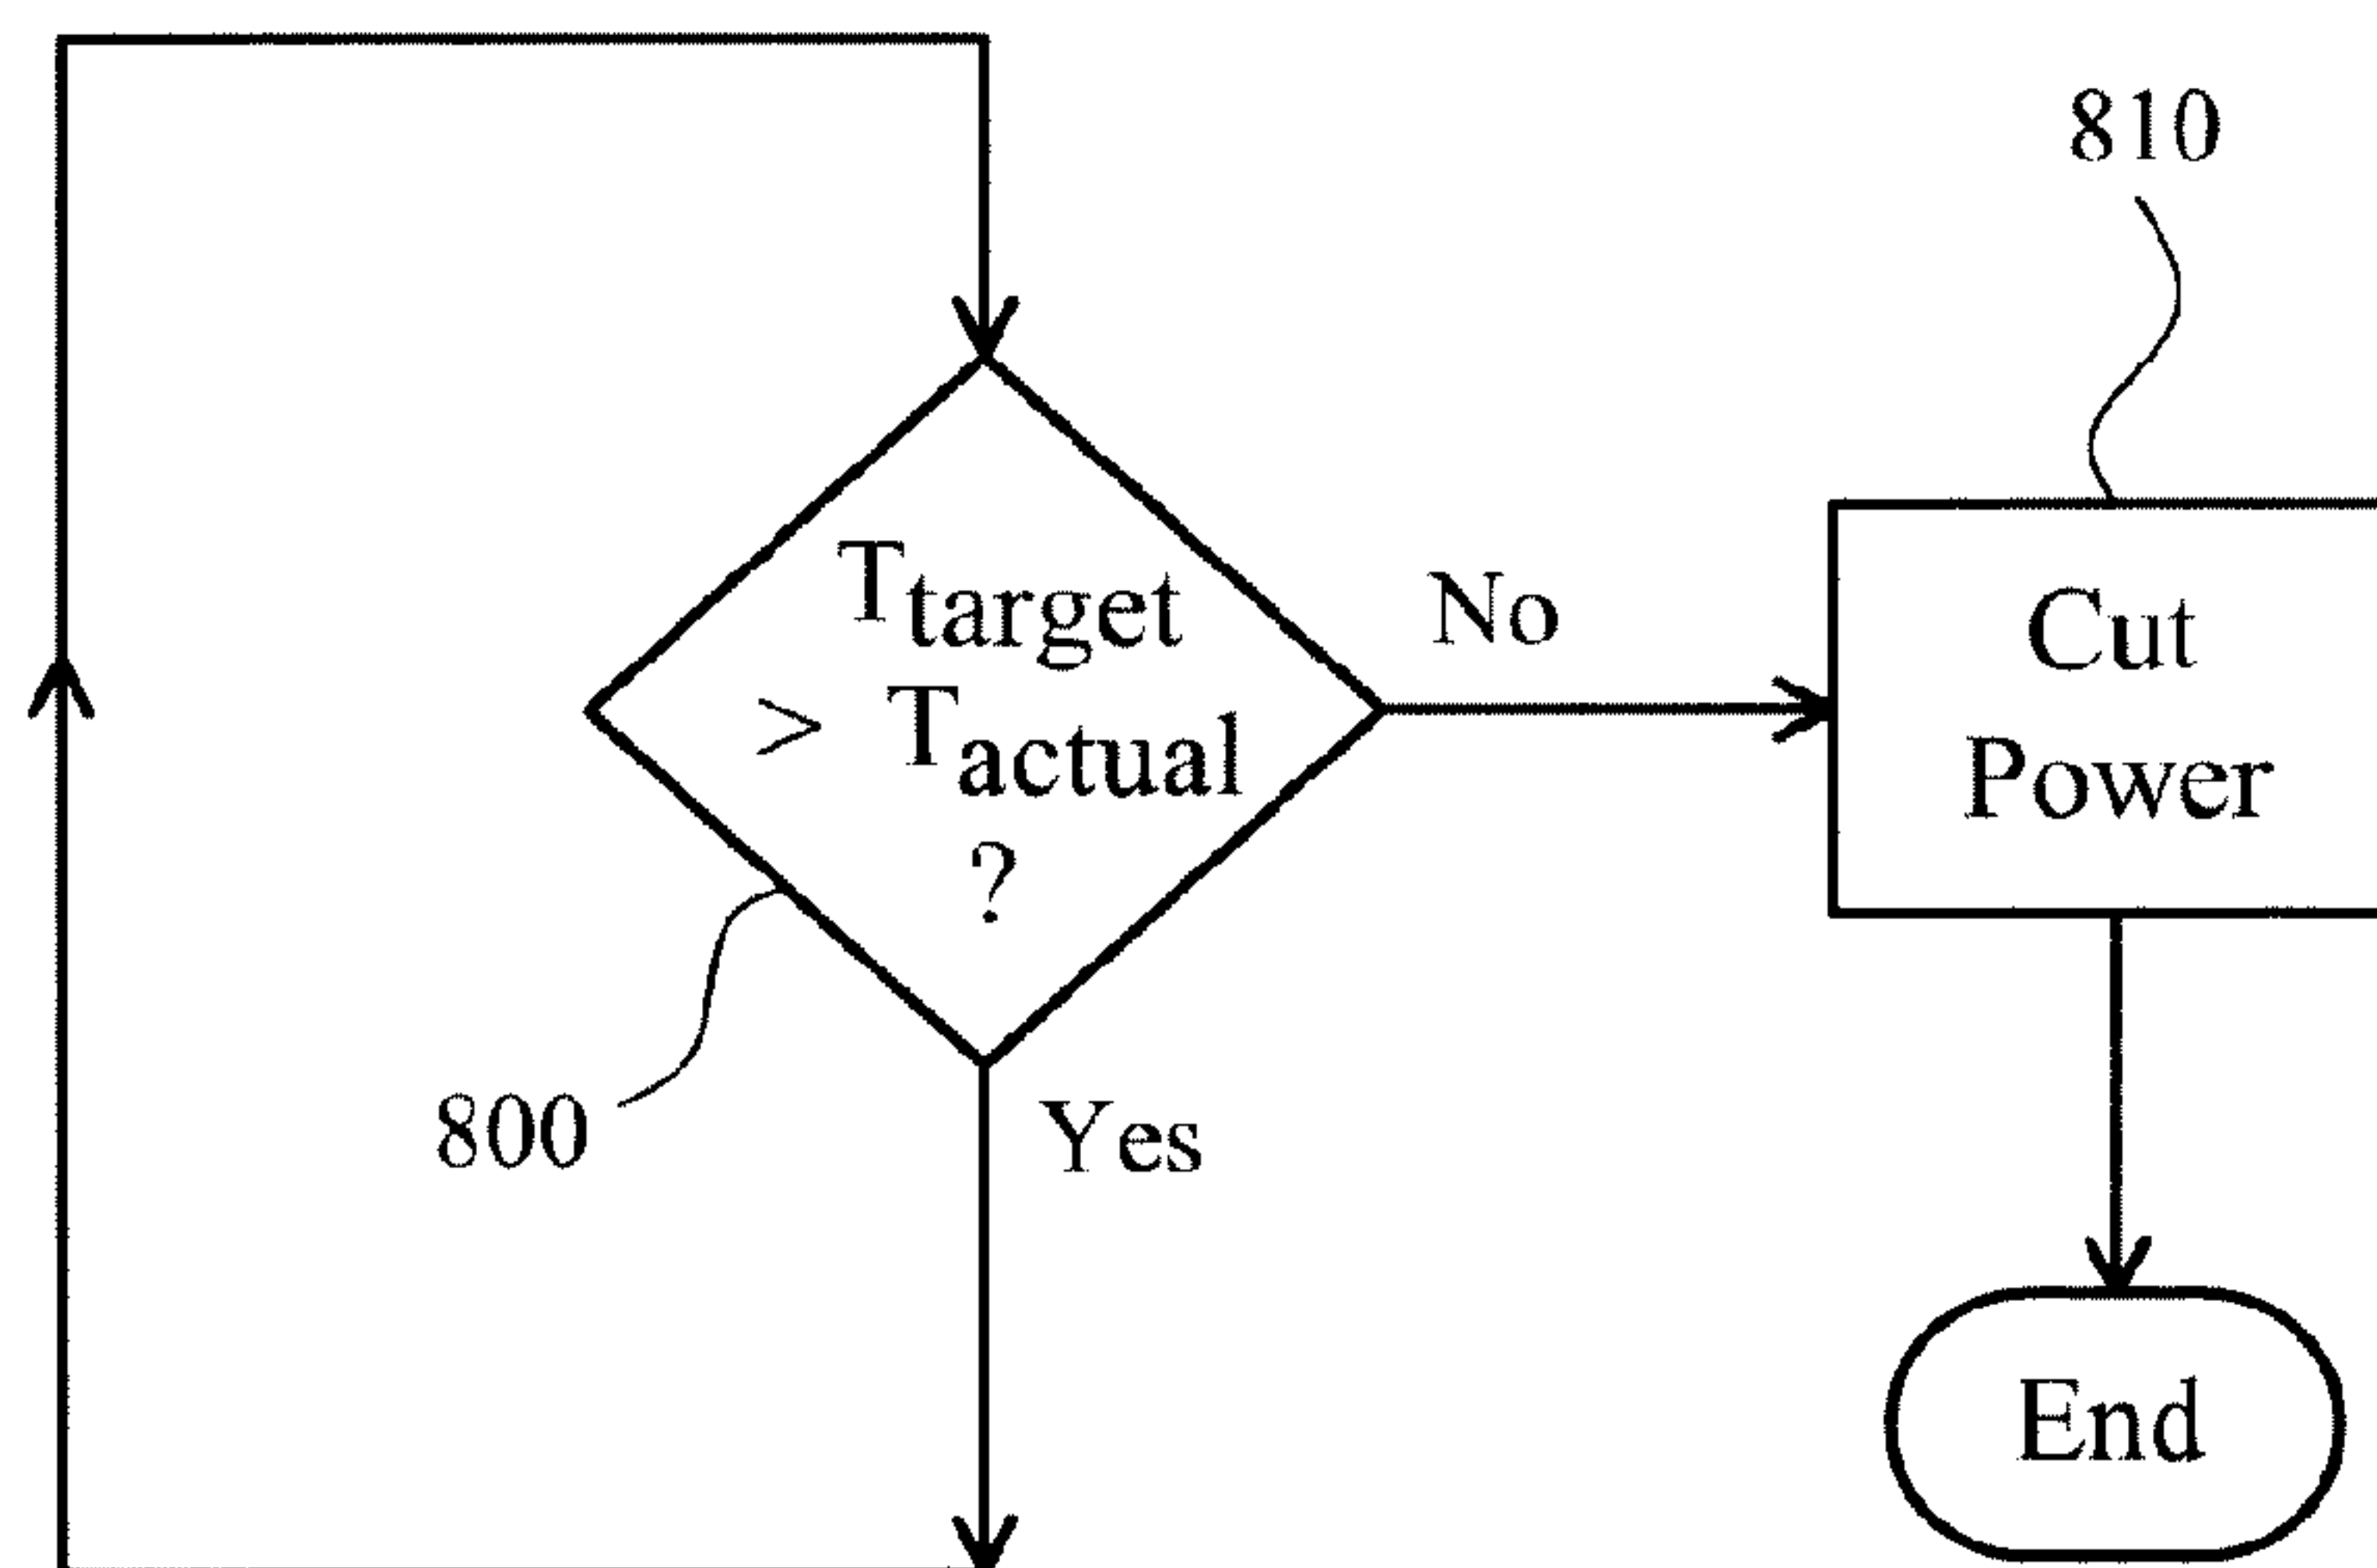 810
Ttarget
> Tactual
?
No
Cut
Power
800
Yes
End